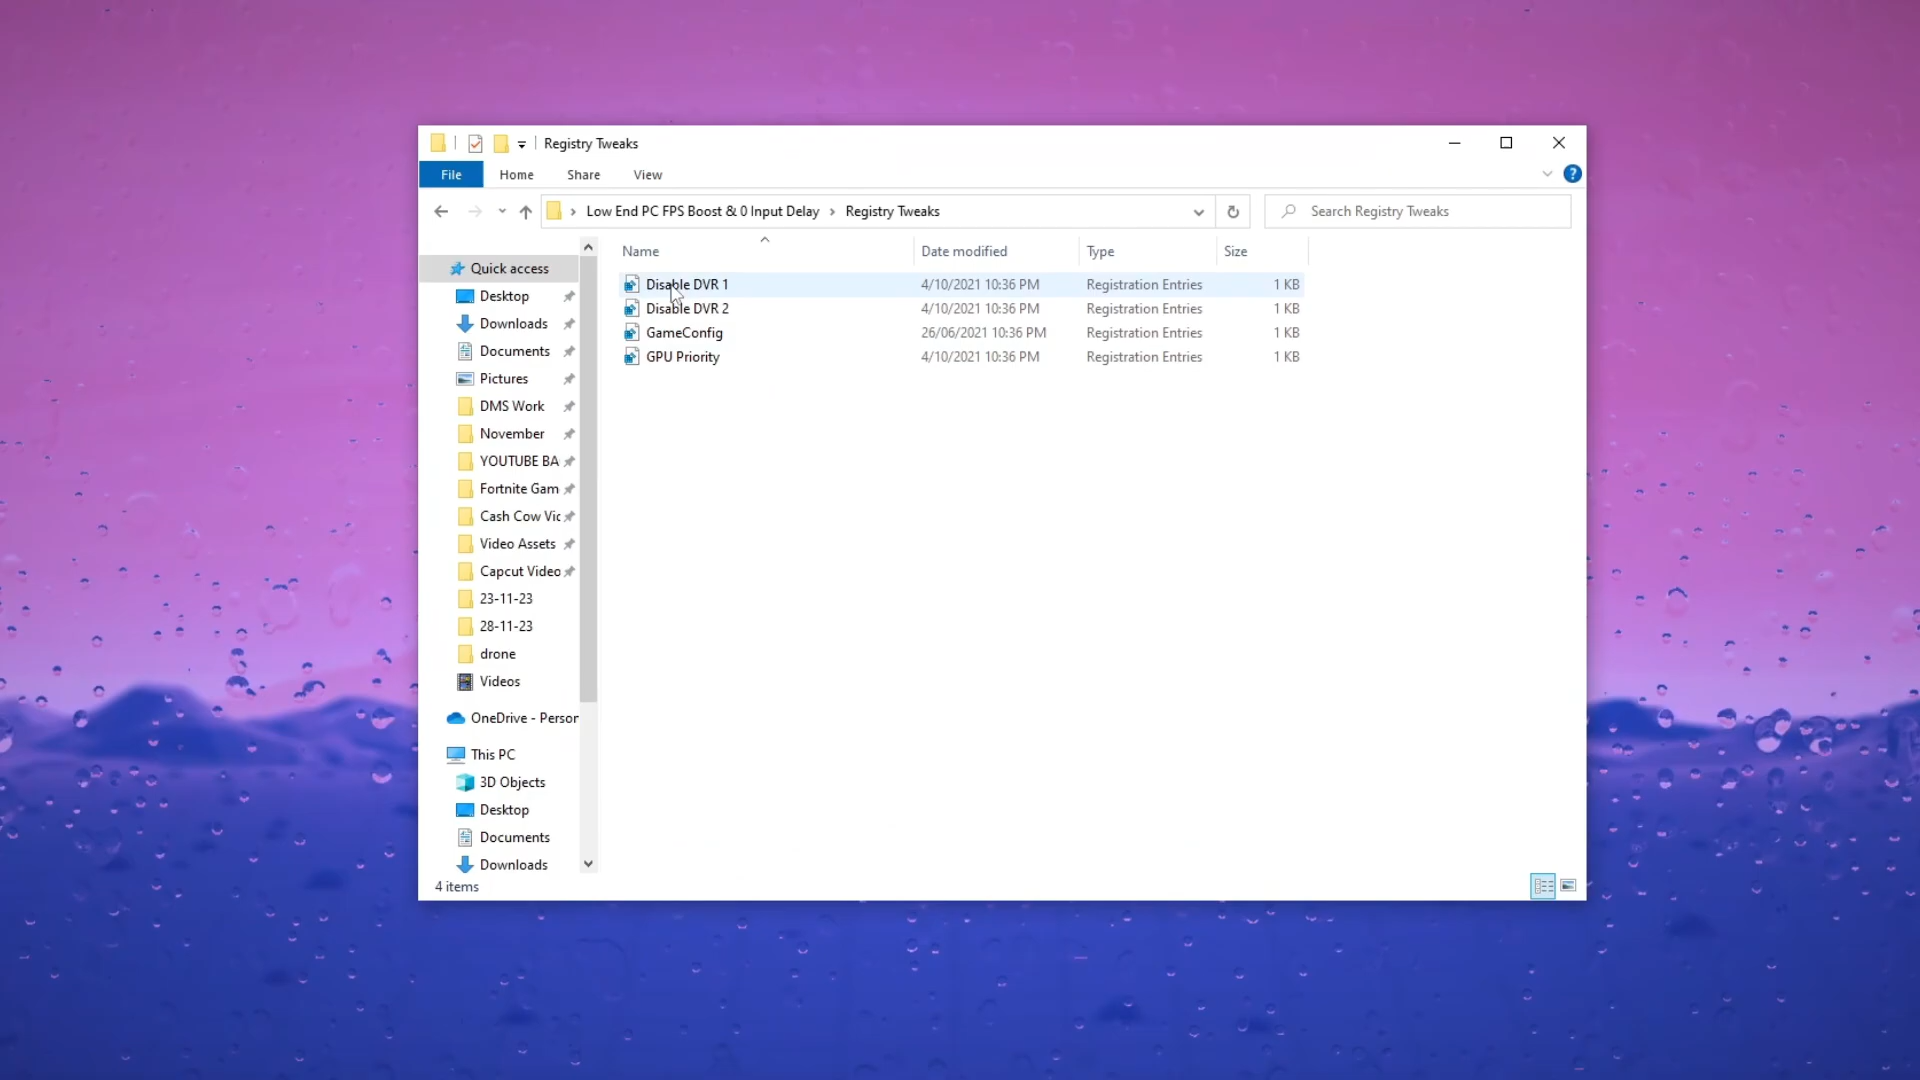 Registry Tweaks
File Home Share View
Low End PC FPS Boost & 0 Input Delay > Registry Tweaks
Search Registry Tweaks
Name Date modified Type Size
Quick access
Desktop
Downloads
Documents
Pictures
DMS Work
November
YOUTUBE BA
Fortnite Gam
Cash Cow Vic
Video Assets
Capcut Video
23-11-23
28-11-23
drone
Videos
OneDrive - Person
This PC
3D Objects
Desktop
Documents
Downloads
Disable DVR 1 4/10/2021 10:36 PM Registration Entries 1 KB
Disable DVR 2 4/10/2021 10:36 PM Registration Entries 1 KB
GameConfig 26/06/2021 10:36 PM Registration Entries 1 KB
GPU Priority 4/10/2021 10:36 PM Registration Entries 1 KB
4 items